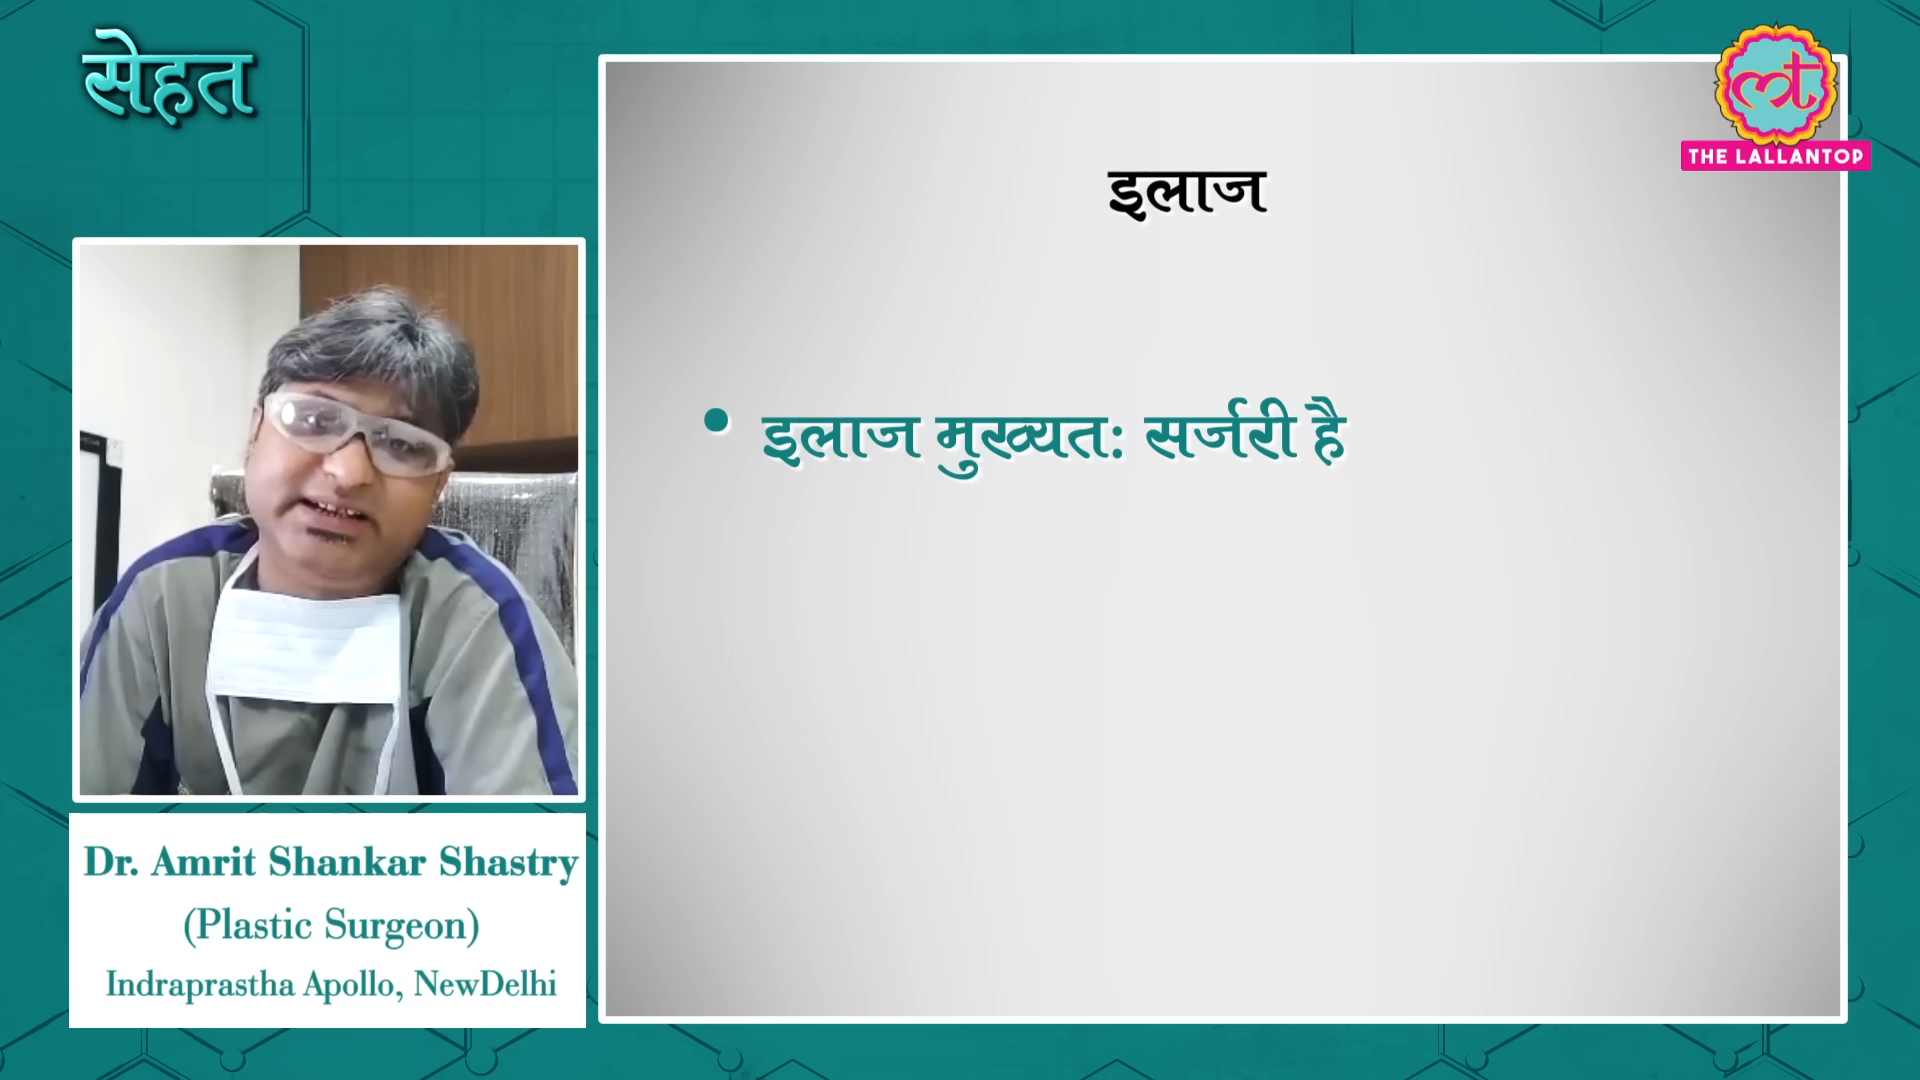 सेहत
THE LALLANTOP
इलाज
• इलाज मुख्यत: सर्जरी है
Dr. Amrit Shankar Shastry
(Plastic Surgeon)
Indraprastha Apollo, NewDelhi